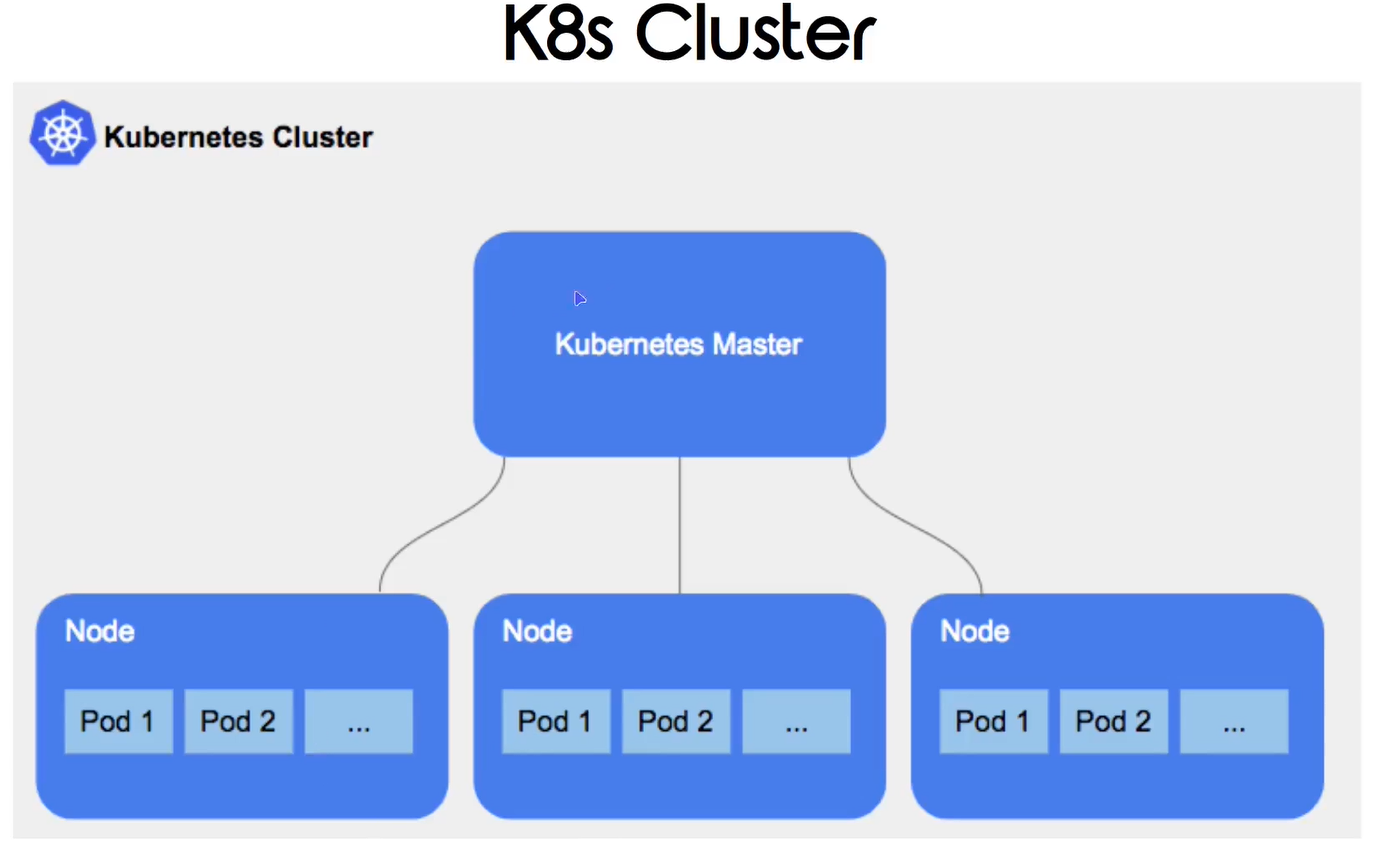 K8s Cluster
Kubernetes Cluster
Kubernetes Master
Node
Pod 1
Pod 2
...
Node
Pod 1
Pod 2
...
Node
Pod 1
Pod 2
...